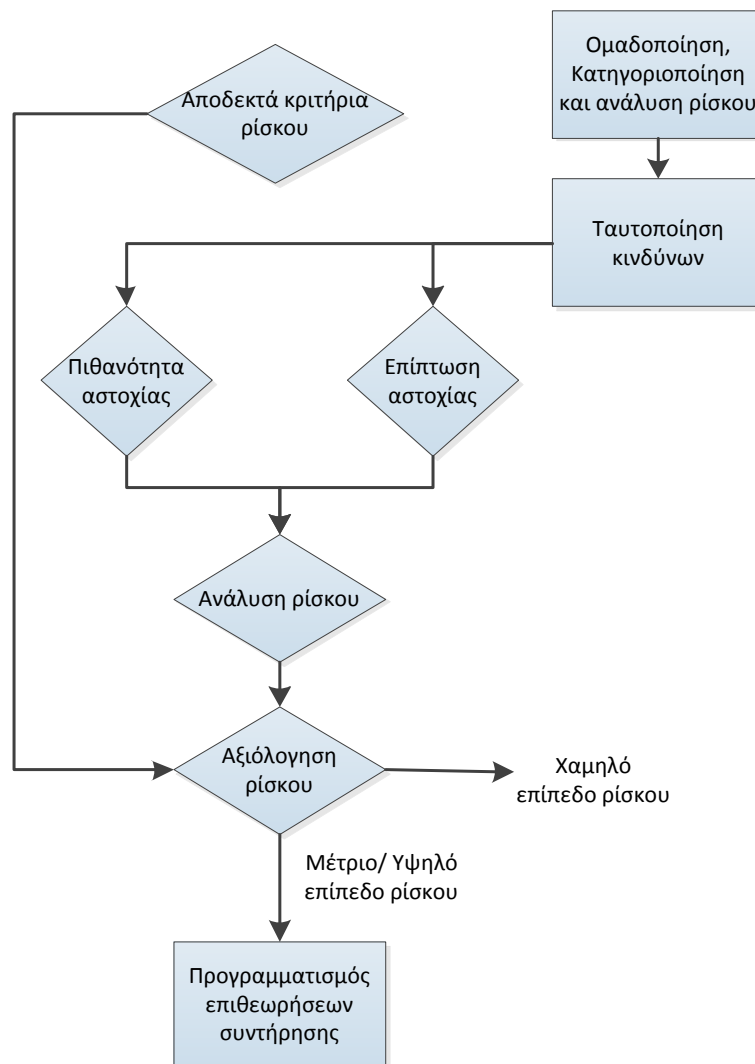 Ομαδοποίηση,
Κατηγοριοποίηση
και ανάλυση ρίσκου
Αποδεκτά κριτήρια
ρίσκου
Ταυτοποίηση
κινδύνων
Πιθανότητα
αστοχίας
Επίπτωση
αστοχίας
Ανάλυση ρίσκου
Αξιόλογηση
ρίσκου
Χαμηλό
επίπεδο ρίσκου
Μέτριο/ Υψηλό
επίπεδο ρίσκου
Προγραμματισμός
επιθεωρήσεων
συντήρησης